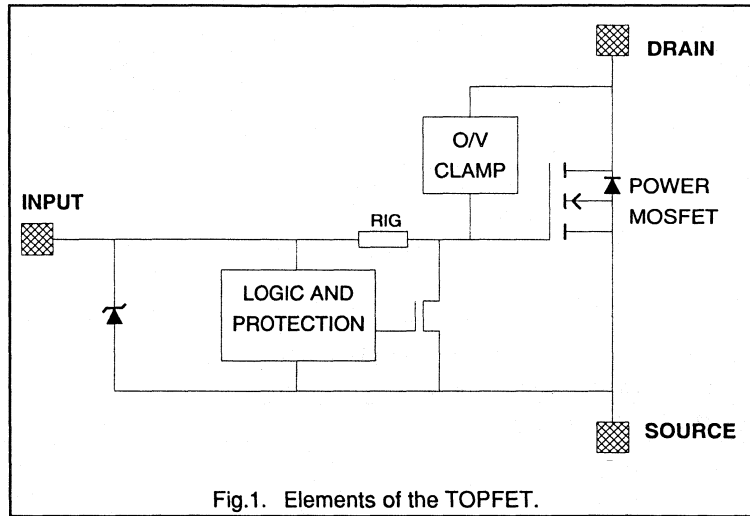 DRAIN
O/V
CLAMP
POWER
MOSFET
INPUT
RIG
LOGIC AND
PROTECTION
SOURCE
Fig.1. Elements of the TOPFET.